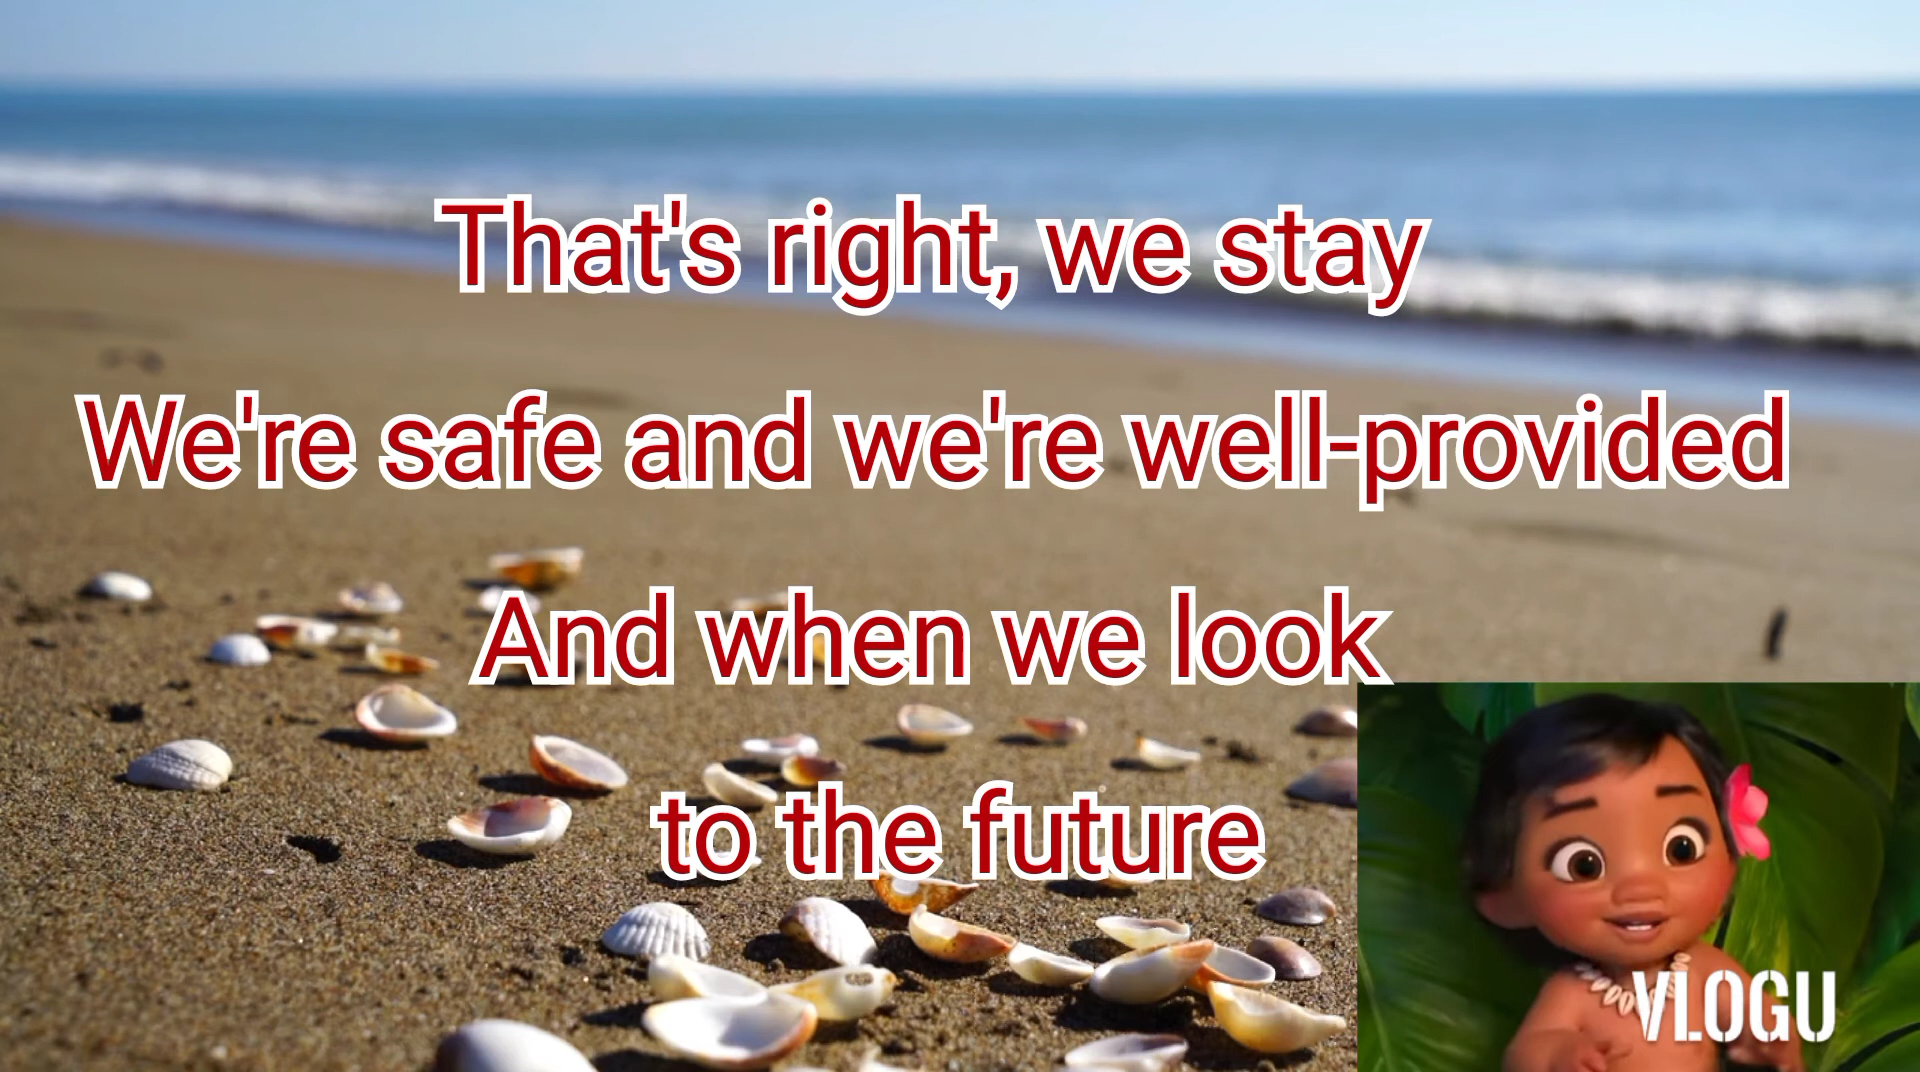 That's right, we stay
We're safe and we're well-provided
And when we look
to the future
VLOGU